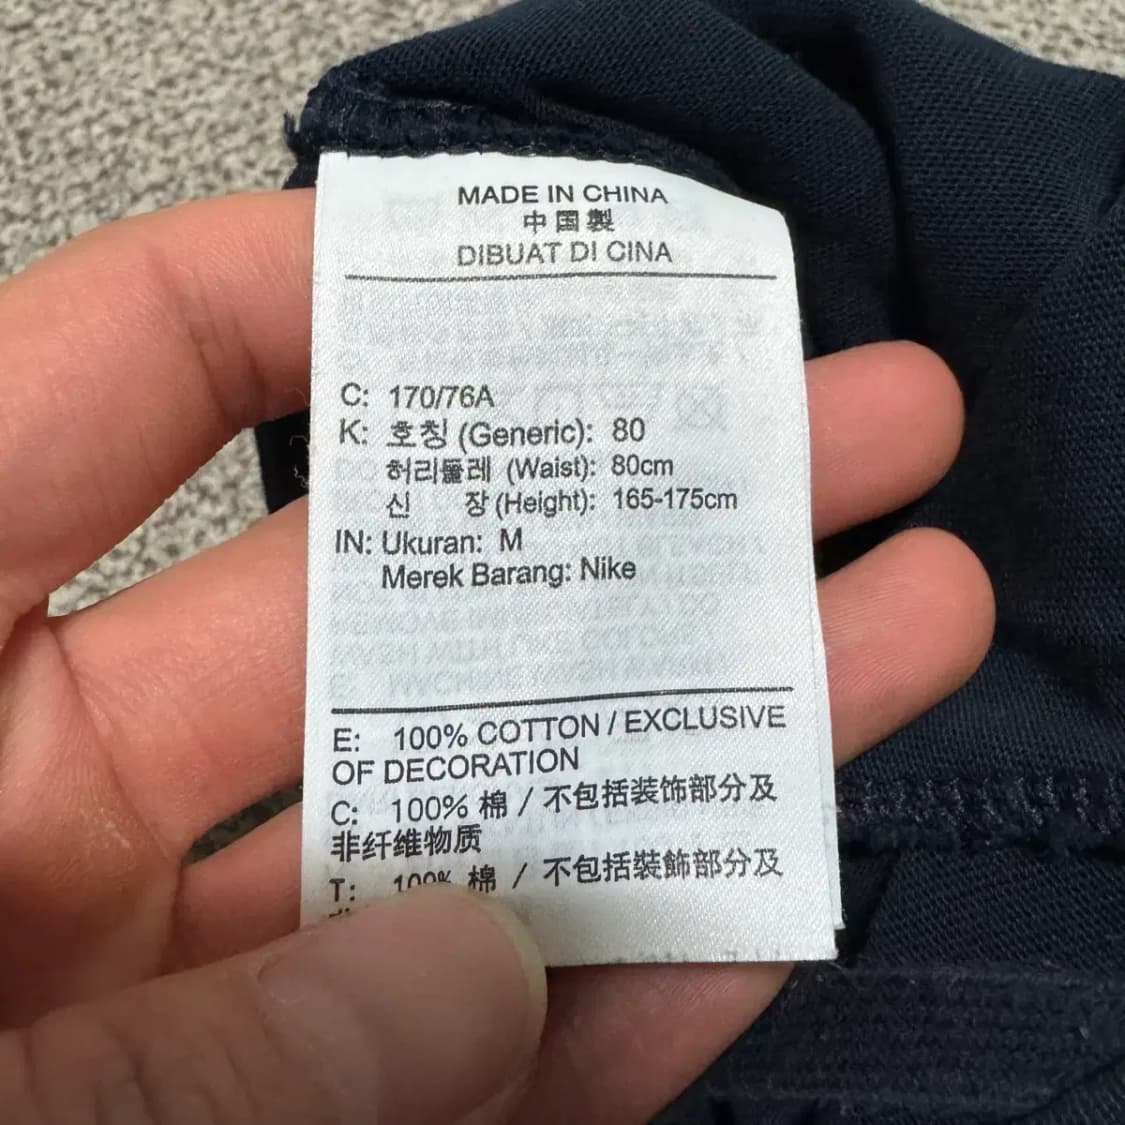 MADE IN CHINA
中国製
DIBUAT DI CINA
C: 170/76A
K: 호칭 (Generic): 80
허리둘레 (Waist): 80cm
신 장 (Height): 165-175cm
IN: Ukuran: M
Merek Barang: Nike
E: 100% COTTON / EXCLUSIVE
OF DECORATION
C: 100% 棉 / 不包括装饰部分及
非纤维物质
T: 100% 棉 / 不包括裝飾部分及